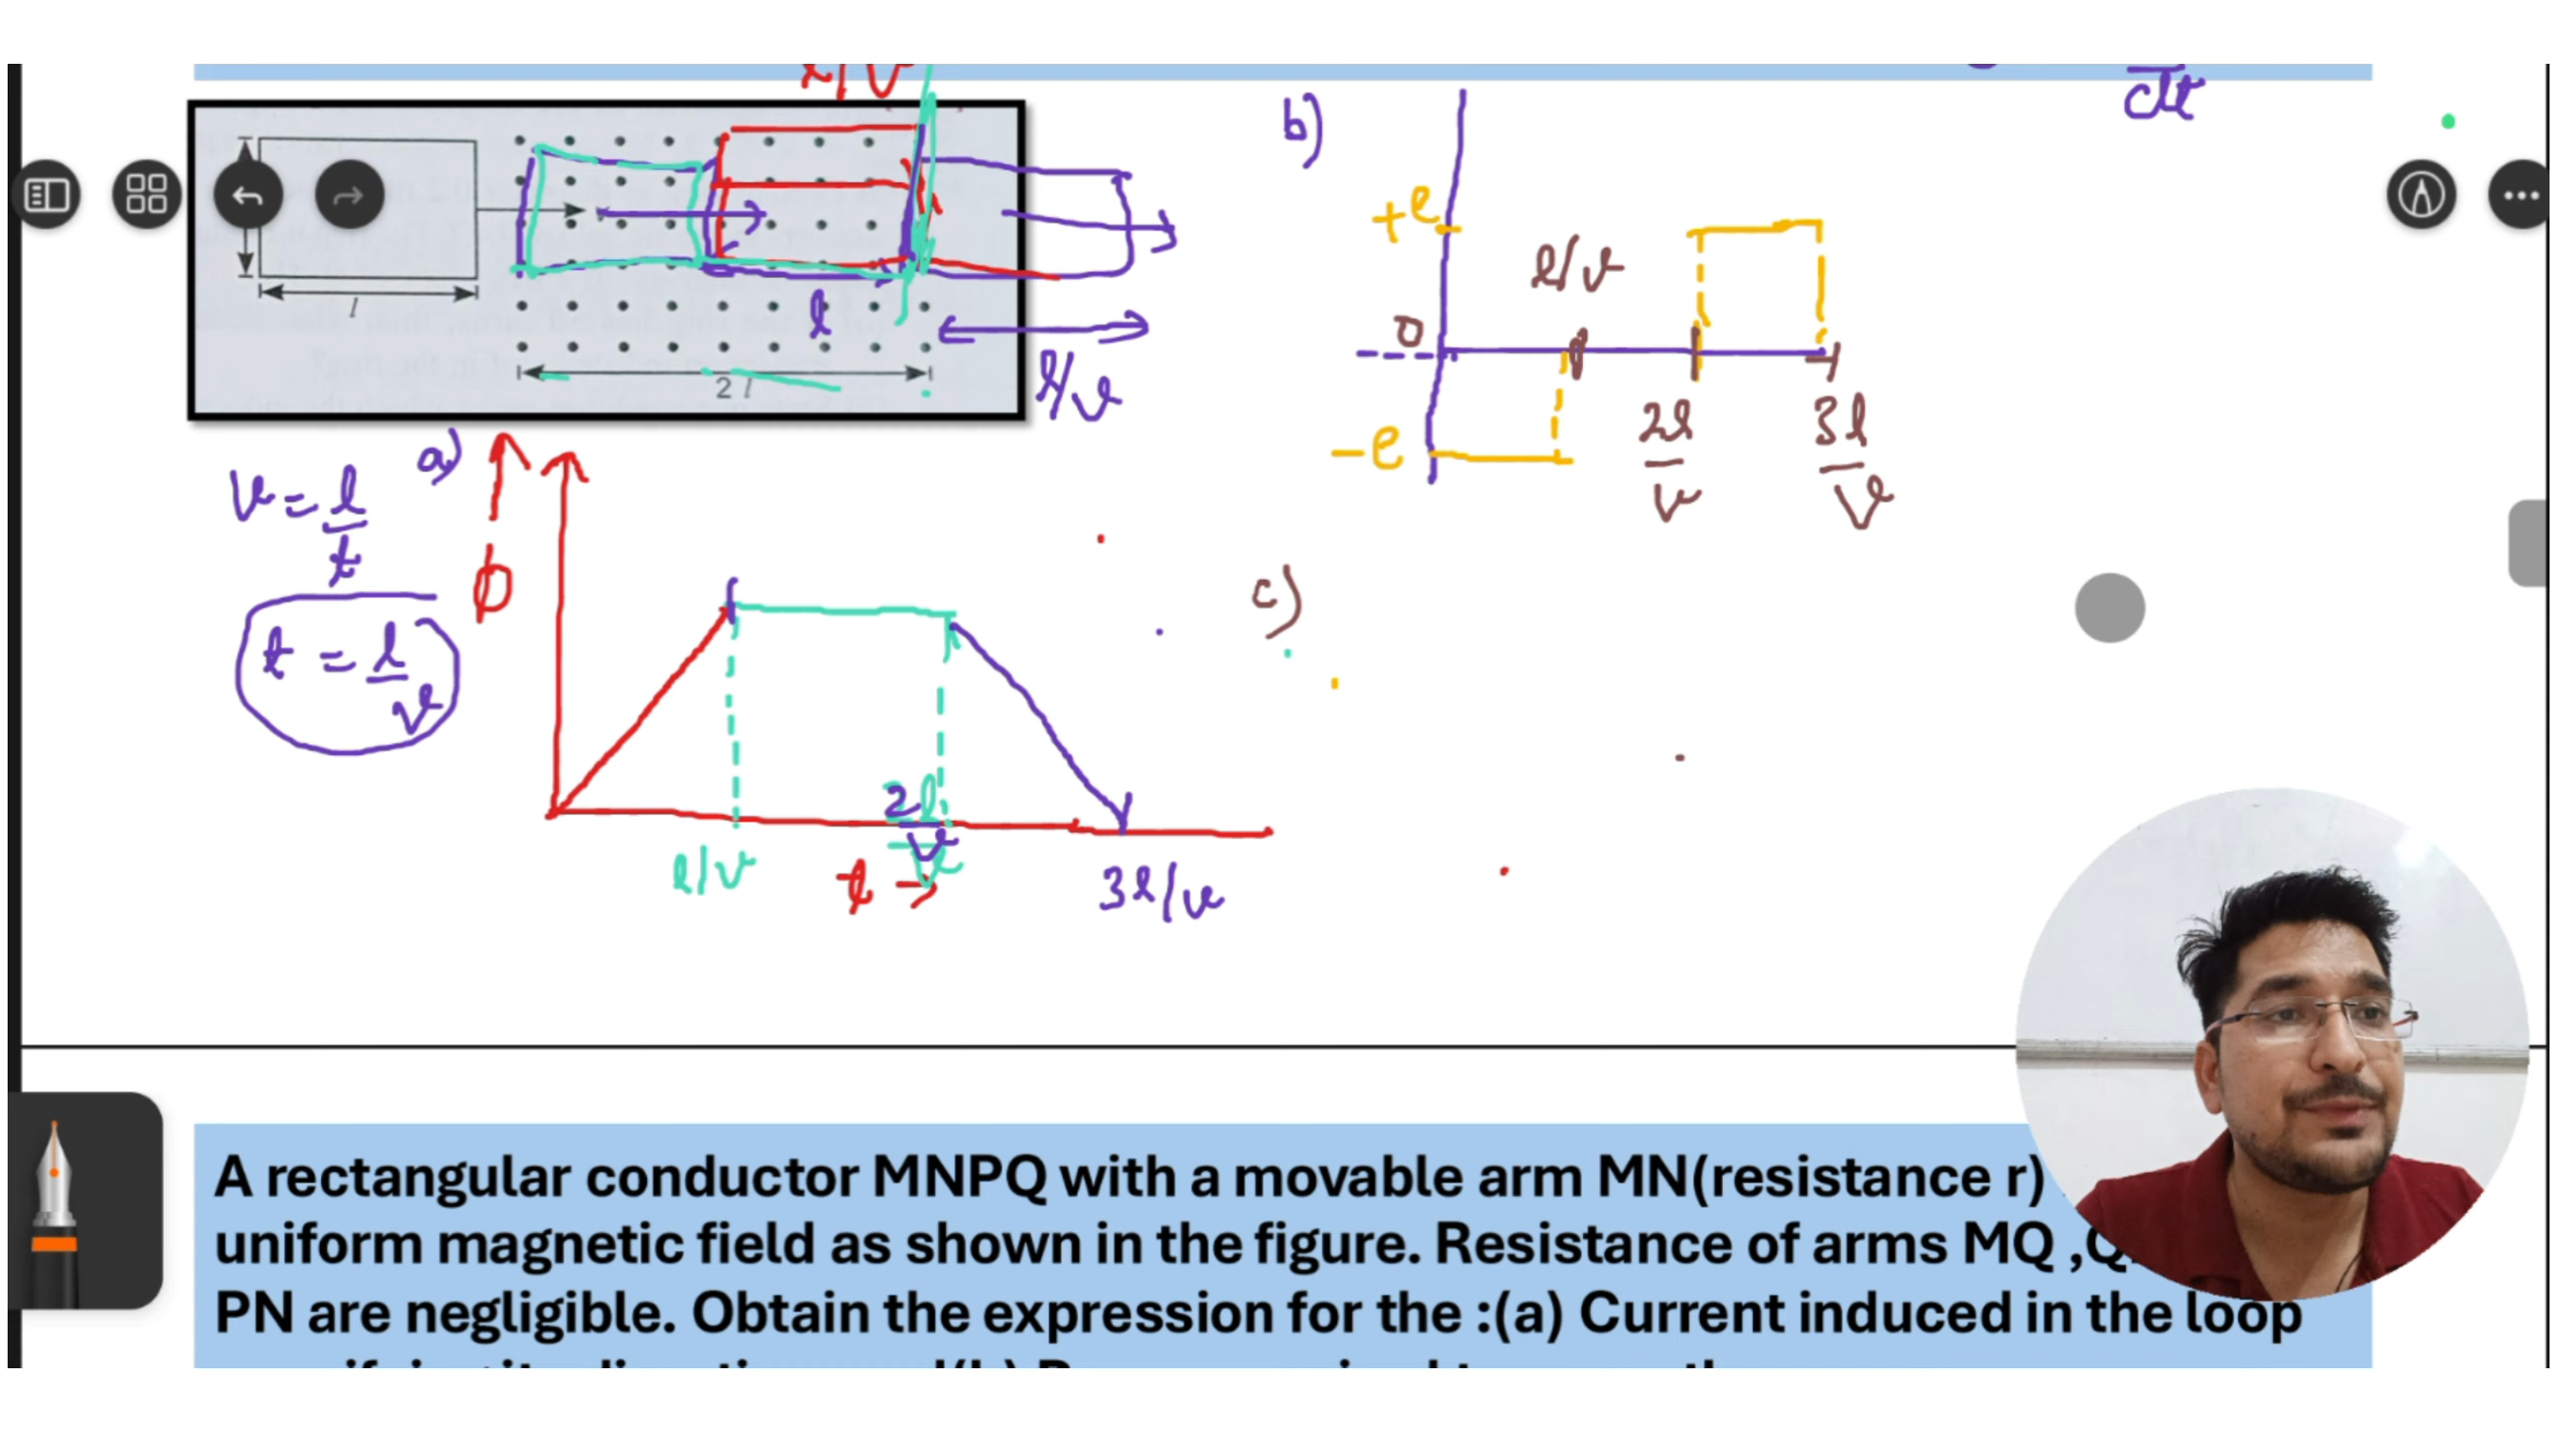 l/v
dt
b)
+e
0
l/v
-e
2l/v
3l/v
l
l
2 l
l/v
a)
v = l/t
t = l/v
ϕ
l/v
2l/v
t →
3l/v
c)
A rectangular conductor MNPQ with a movable arm MN(resistance r)
uniform magnetic field as shown in the figure. Resistance of arms MQ ,Q
PN are negligible. Obtain the expression for the :(a) Current induced in the loop